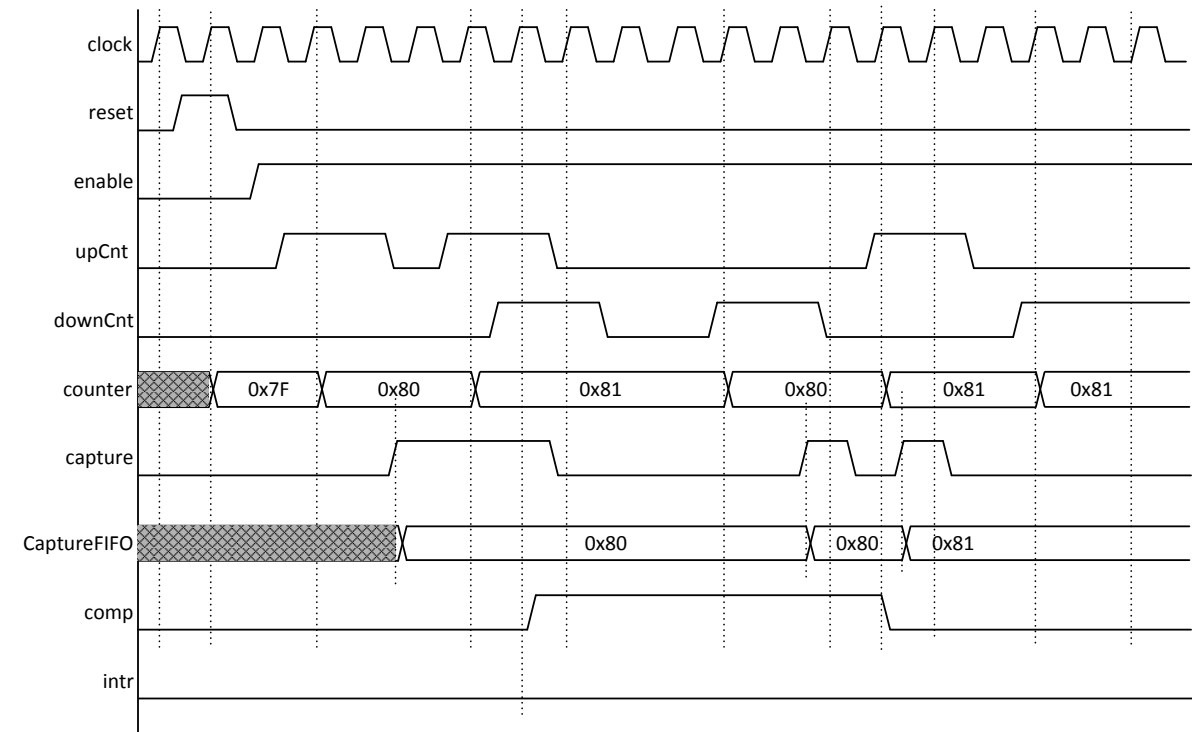 clock
reset
enable
upCnt
downCnt
counter 0x7F 0x80 0x81 0x80 0x81 0x81
capture
CaptureFIFO 0x80 0x80 0x81
comp
intr